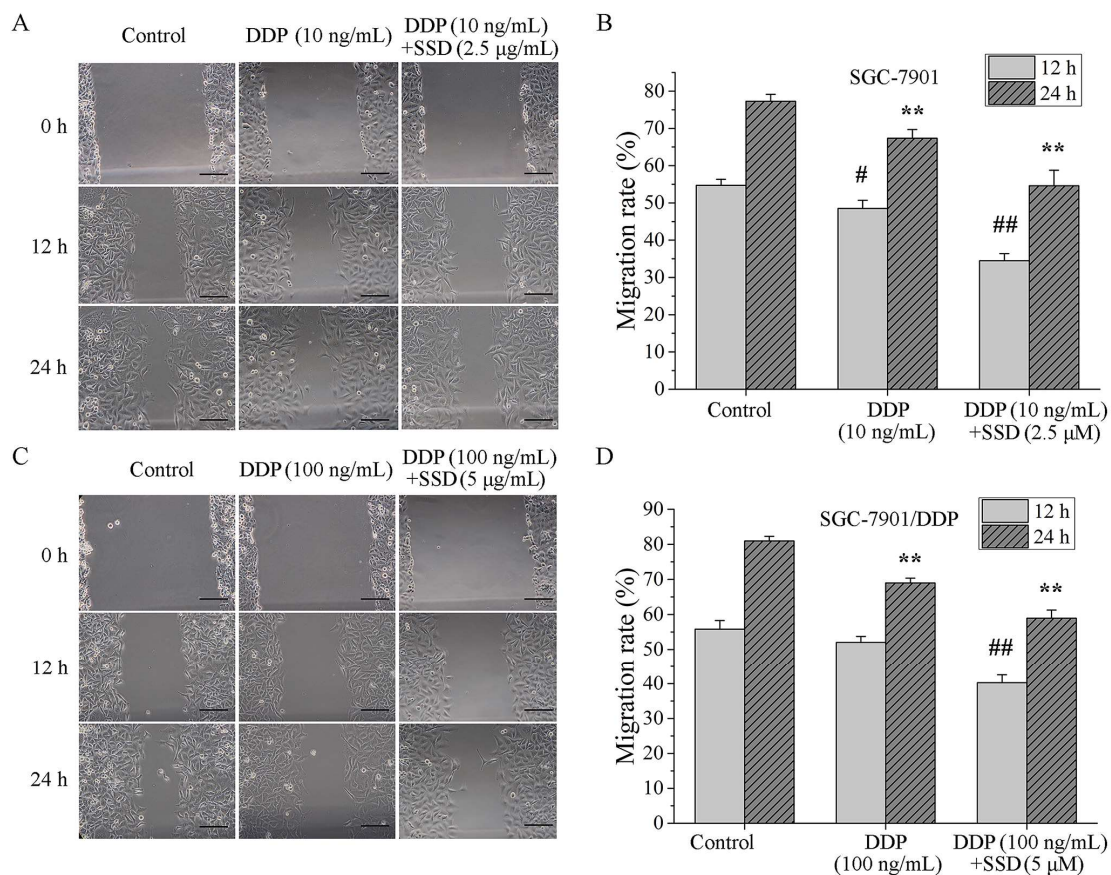 A
Control
DDP (10 ng/mL)
DDP (10 ng/mL)
+SSD (2.5 μg/mL)
0 h
12 h
24 h
B
SGC-7901
12 h
24 h
Migration rate (%)
80
70
60
50
40
30
20
10
0
#
**
##
**
Control
DDP
(10 ng/mL)
DDP (10 ng/mL)
+SSD (2.5 μM)
C
Control
DDP (100 ng/mL)
DDP (100 ng/mL)
+SSD (5 μg/mL)
0 h
12 h
24 h
D
SGC-7901/DDP
12 h
24 h
Migration rate (%)
90
80
70
60
50
40
30
20
10
0
**
##
**
Control
DDP
(100 ng/mL)
DDP (100 ng/mL)
+SSD (5 μM)